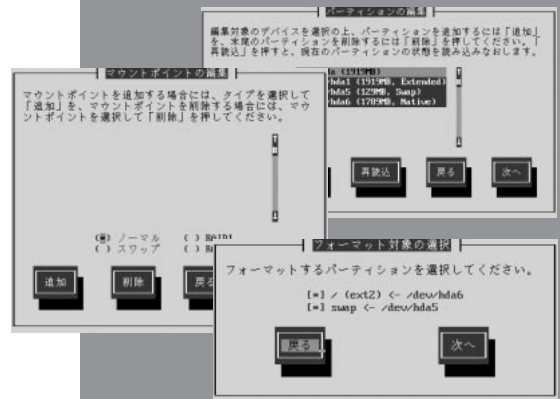 パーティションの編集
編集対象のデバイスを選択の上、パーティションを追加するには「追加」
を、末尾のパーティションを削除するには「削除」を押してください。「
再読込」を押すと、現在のパーティションの状態を読み込みなおします。
(1919MB)
hda1 (1919MB, Extended)
/hda5 (129MB, Swap)
/hda6 (1789MB, Native)
再読込
戻る
次へ
マウントポイントの編集
マウントポイントを追加する場合には、タイプを選択して
「追加」を、マウントポイントを削除する場合には、マウ
ントポイントを選択して「削除」を押してください。
(*) ノーマル ( ) RAID1
( ) スワップ ( )
追加
削除
戻る
フォーマット対象の選択
フォーマットするパーティションを選択してください。
[*] / (ext2) <- /dev/hda6
[*] swap <- /dev/hda5
戻る
次へ